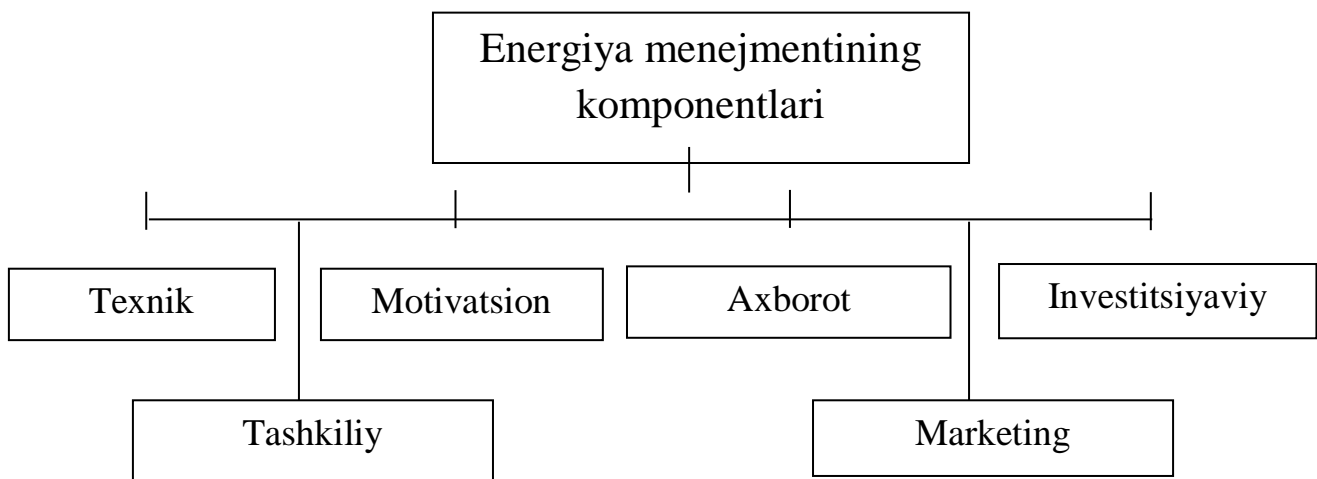 Energiya menejmentining
komponentlari
Texnik
Motivatsion
Axborot
Investitsiyaviy
Tashkiliy
Marketing